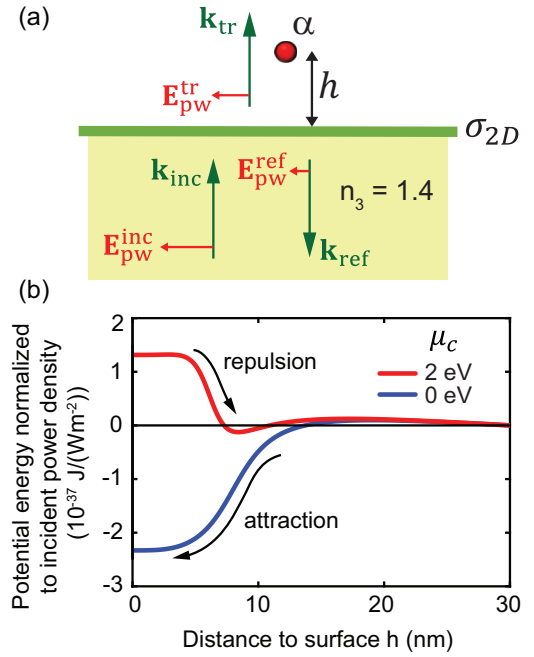 (a)
k_tr
α
E_pw^tr
h
σ_2D
k_inc
E_pw^ref
n_3 = 1.4
E_pw^inc
k_ref
(b)
Potential energy normalized
to incident power density
(10^-37 J/(Wm^-2))
2
1
0
-1
-2
-3
repulsion
attraction
μ_c
2 eV
0 eV
0
10
20
30
Distance to surface h (nm)